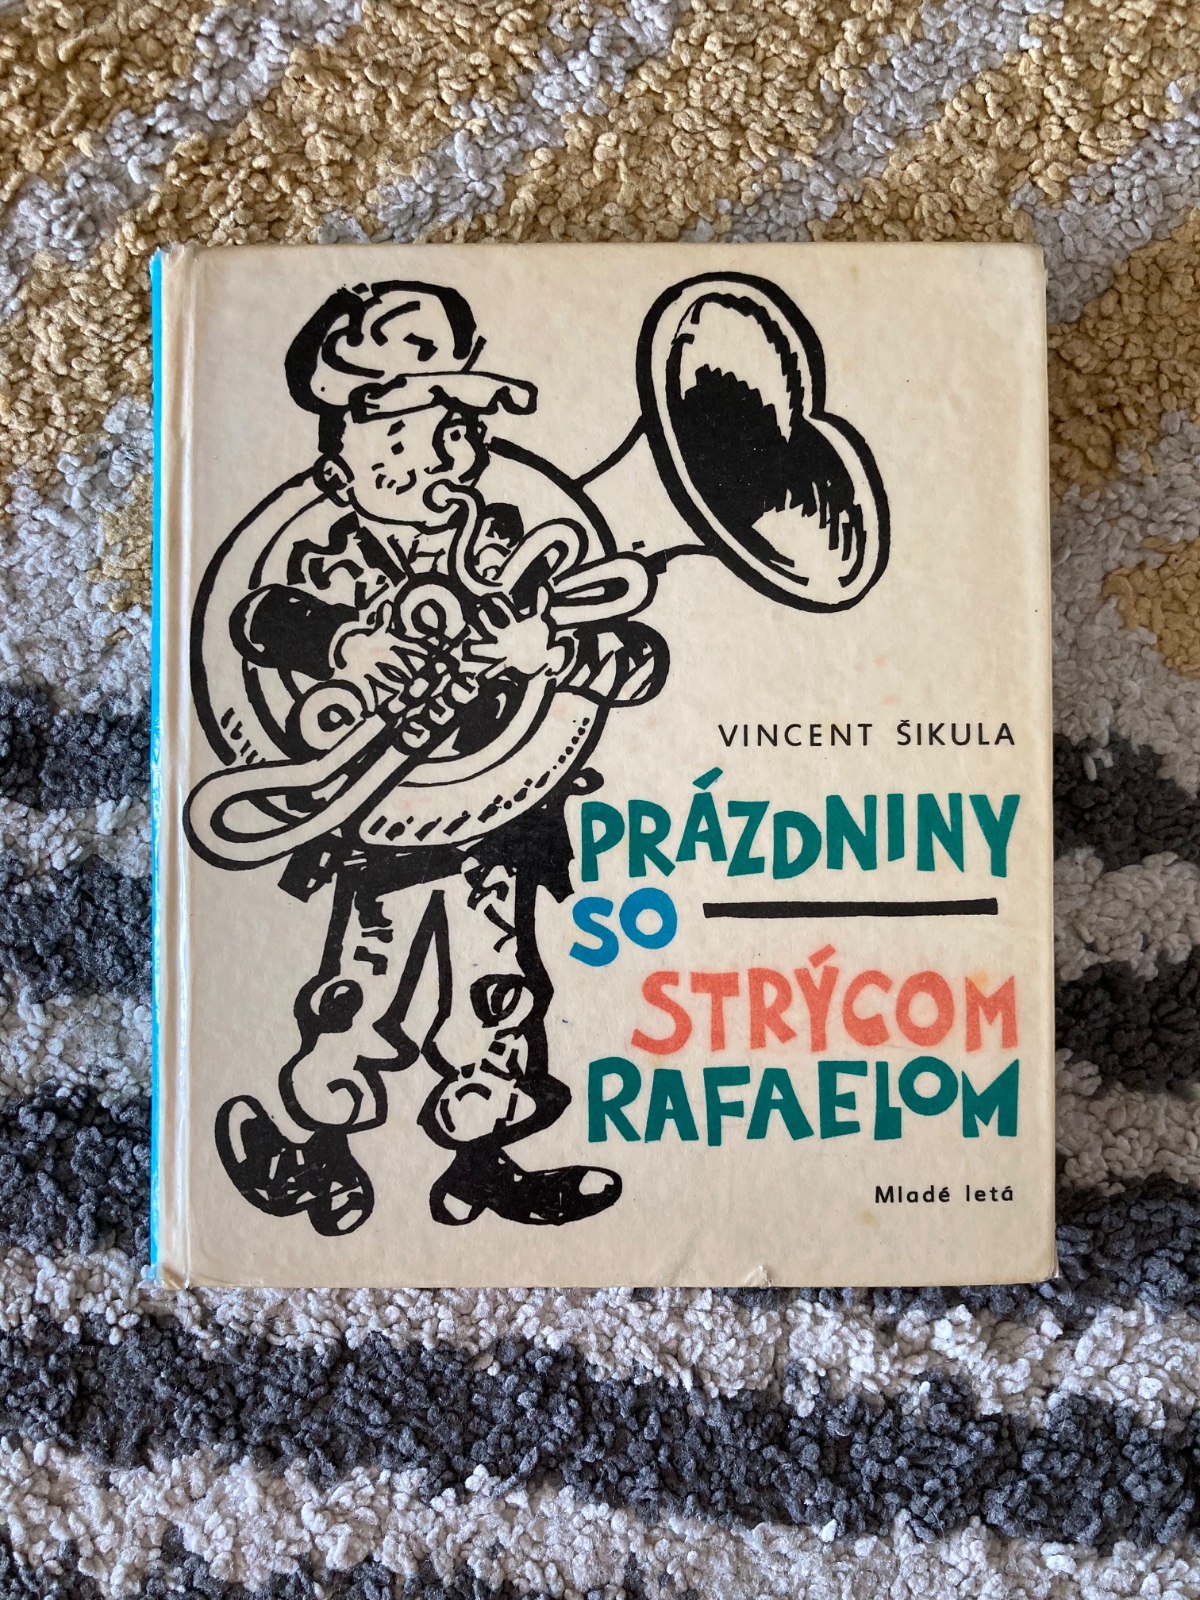 VINCENT ŠIKULA
PRÁZDNINY
SO
STRÝCOM
RAFAELOM
Mladé letá